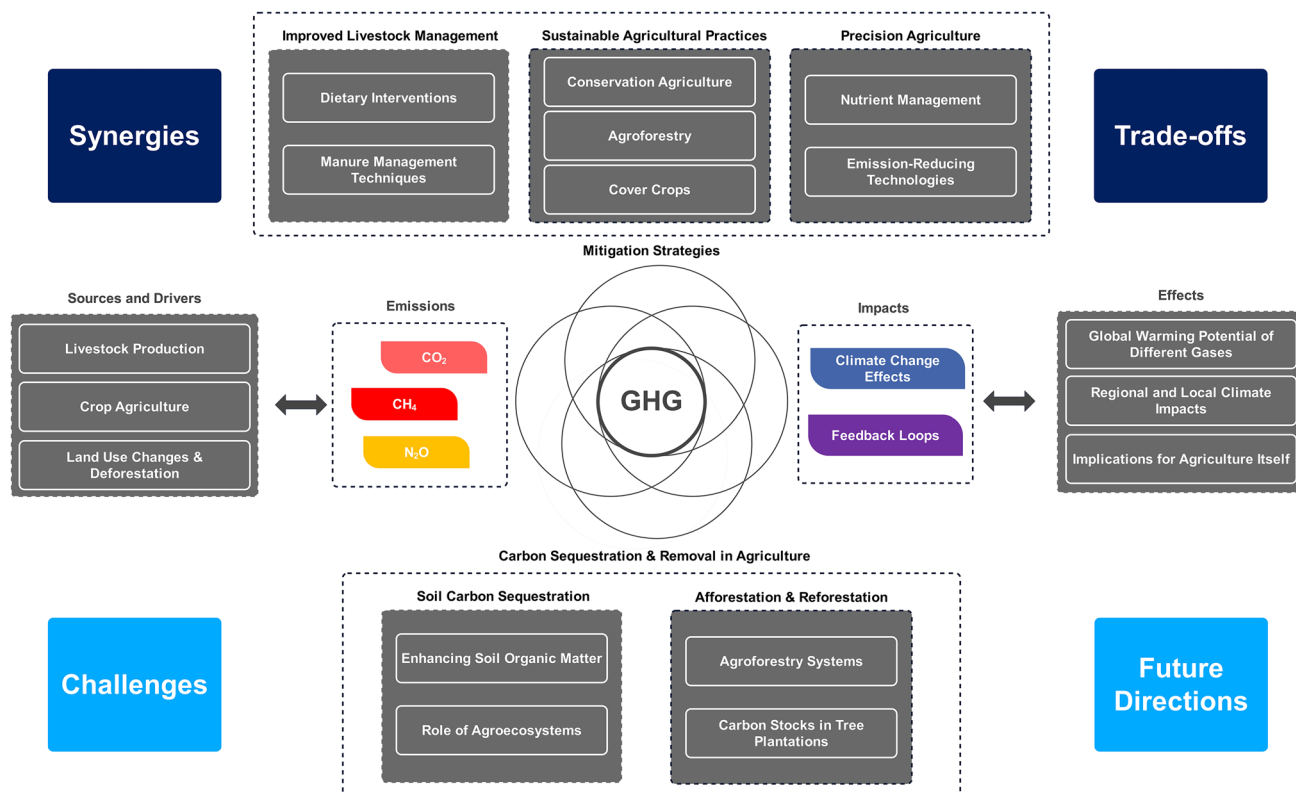 Improved Livestock Management
Sustainable Agricultural Practices
Precision Agriculture
Synergies
Dietary Interventions
Manure Management
Techniques
Conservation Agriculture
Agroforestry
Cover Crops
Nutrient Management
Emission-Reducing
Technologies
Trade-offs
Mitigation Strategies
Sources and Drivers
Livestock Production
Crop Agriculture
Land Use Changes &
Deforestation
Emissions
CO₂
CH₄
N₂O
GHG
Impacts
Climate Change
Effects
Feedback Loops
Effects
Global Warming Potential of
Different Gases
Regional and Local Climate
Impacts
Implications for Agriculture Itself
Carbon Sequestration & Removal in Agriculture
Challenges
Soil Carbon Sequestration
Enhancing Soil Organic Matter
Role of Agroecosystems
Afforestation & Reforestation
Agroforestry Systems
Carbon Stocks in Tree
Plantations
Future
Directions